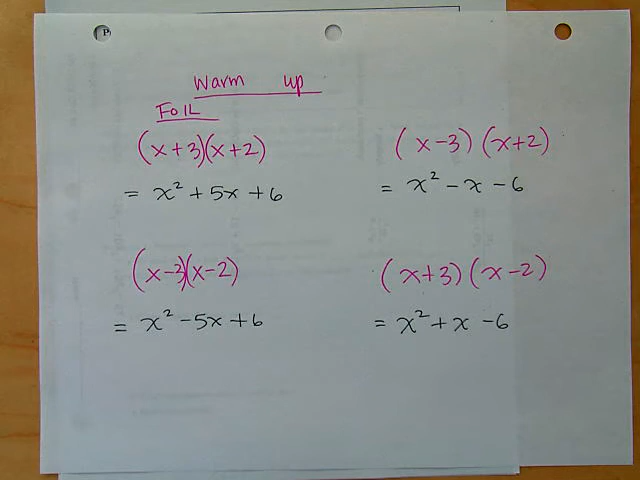 Warm up
FOIL
(x+3)(x+2)
= x² + 5x + 6
(x-3)(x+2)
= x² - x - 6
(x-3)(x-2)
= x² - 5x + 6
(x+3)(x-2)
= x² + x - 6